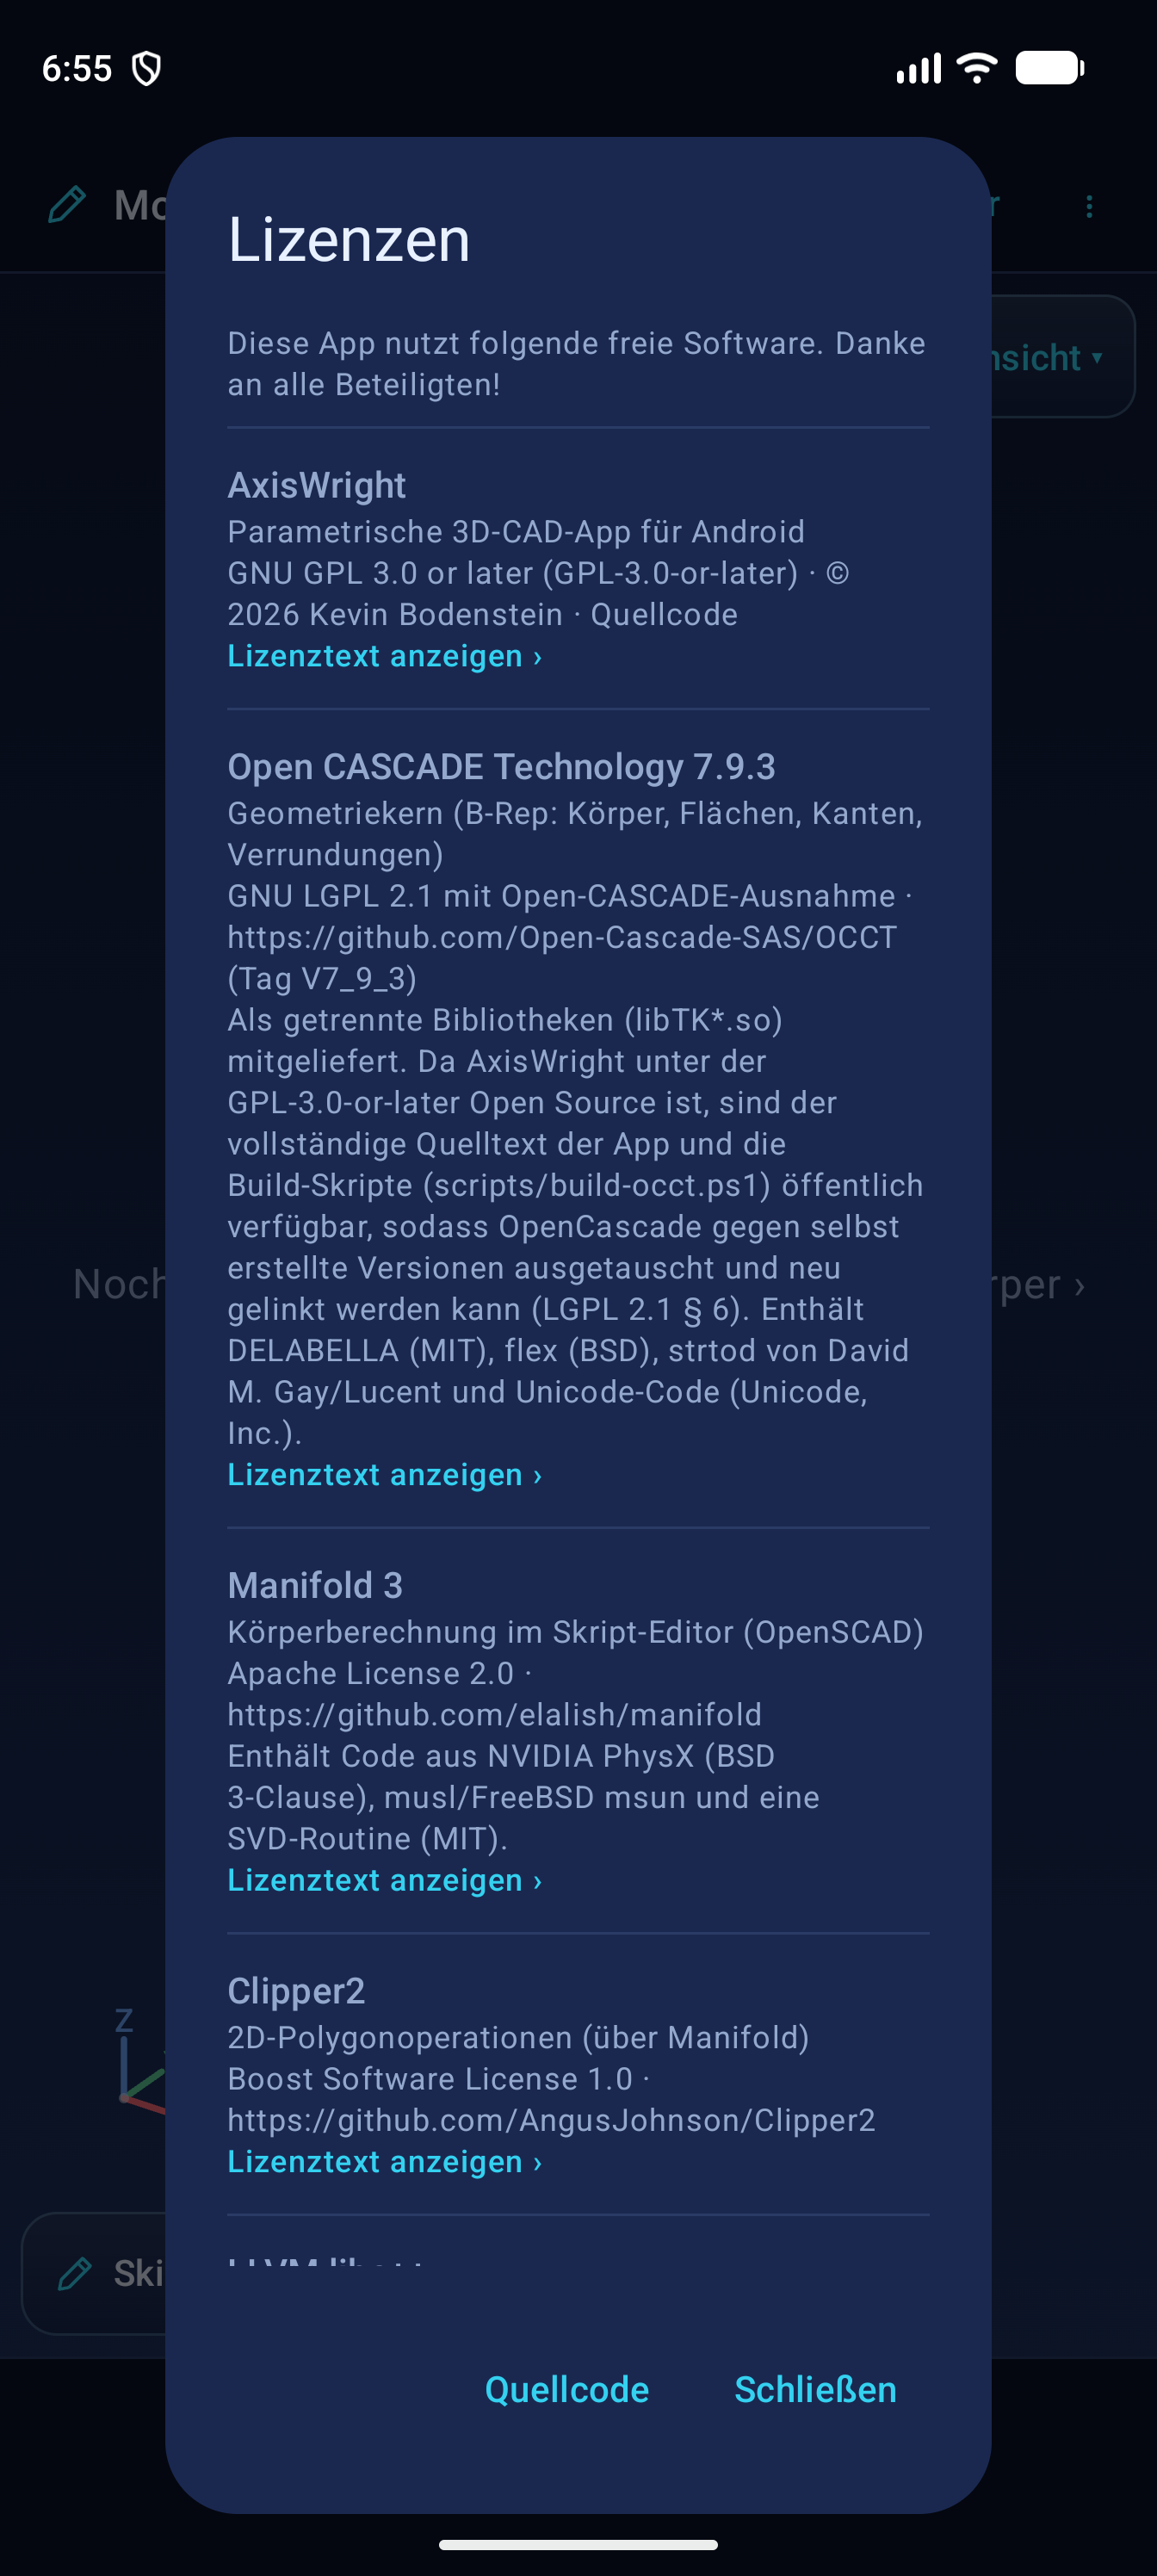 6:55
Mo
r
nsicht ▾
Lizenzen
Diese App nutzt folgende freie Software. Danke
an alle Beteiligten!
AxisWright
Parametrische 3D-CAD-App für Android
GNU GPL 3.0 or later (GPL-3.0-or-later) · ©
2026 Kevin Bodenstein · Quellcode
Lizenztext anzeigen ›
Open CASCADE Technology 7.9.3
Geometriekern (B-Rep: Körper, Flächen, Kanten,
Verrundungen)
GNU LGPL 2.1 mit Open-CASCADE-Ausnahme ·
https://github.com/Open-Cascade-SAS/OCCT
(Tag V7_9_3)
Als getrennte Bibliotheken (libTK*.so)
mitgeliefert. Da AxisWright unter der
GPL-3.0-or-later Open Source ist, sind der
vollständige Quelltext der App und die
Build-Skripte (scripts/build-occt.ps1) öffentlich
verfügbar, sodass OpenCascade gegen selbst
erstellte Versionen ausgetauscht und neu
gelinkt werden kann (LGPL 2.1 § 6). Enthält
DELABELLA (MIT), flex (BSD), strtod von David
M. Gay/Lucent und Unicode-Code (Unicode,
Inc.).
Lizenztext anzeigen ›
Noch
rper ›
Manifold 3
Körperberechnung im Skript-Editor (OpenSCAD)
Apache License 2.0 ·
https://github.com/elalish/manifold
Enthält Code aus NVIDIA PhysX (BSD
3-Clause), musl/FreeBSD msun und eine
SVD-Routine (MIT).
Lizenztext anzeigen ›
Clipper2
2D-Polygonoperationen (über Manifold)
Boost Software License 1.0 ·
https://github.com/AngusJohnson/Clipper2
Lizenztext anzeigen ›
Z
Ski
Quellcode
Schließen